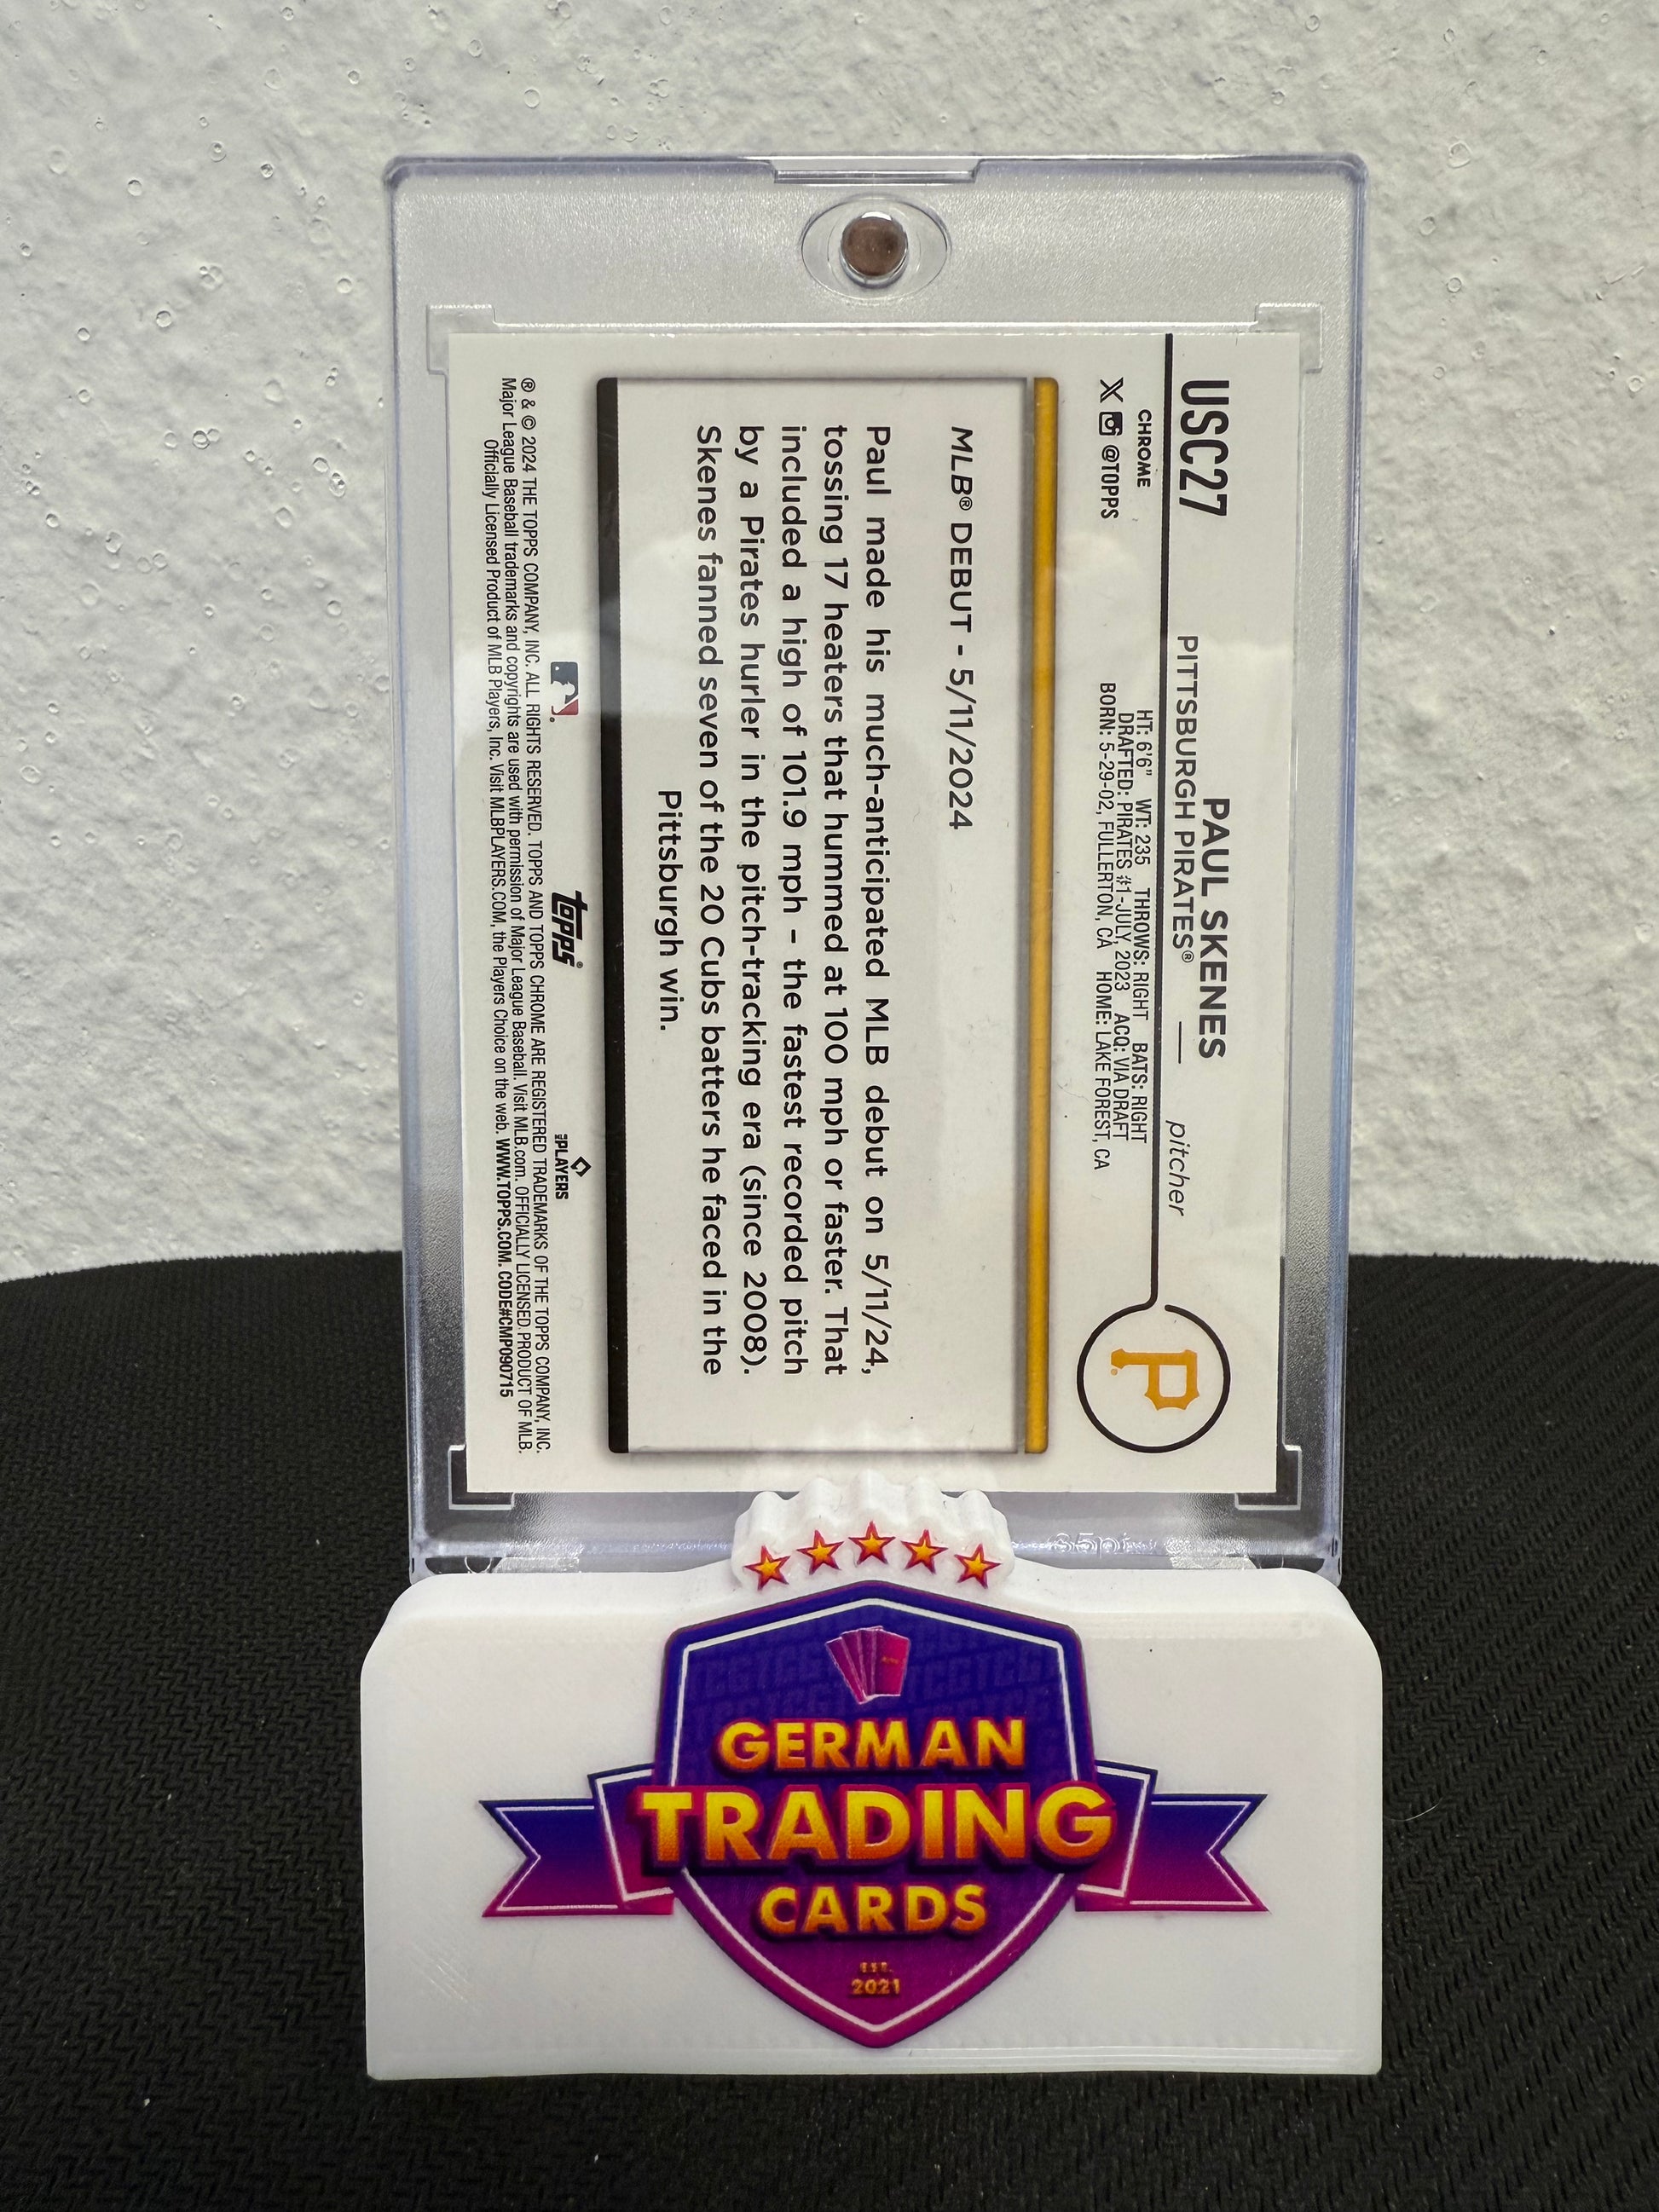 USC27
PAUL SKENES
PITTSBURGH PIRATES® — pitcher
CHROME
@TOPPS
HT: 6'6" WT: 235 THROWS: RIGHT BATS: RIGHT
DRAFTED: PIRATES #1-JULY, 2023 ACQ: VIA DRAFT
BORN: 5-29-02, FULLERTON, CA HOME: LAKE FOREST, CA
P
MLB® DEBUT - 5/11/2024
Paul made his much-anticipated MLB debut on 5/11/24,
tossing 17 heaters that hummed at 100 mph or faster. That
included a high of 101.9 mph – the fastest recorded pitch
by a Pirates hurler in the pitch-tracking era (since 2008).
Skenes fanned seven of the 20 Cubs batters he faced in the
Pittsburgh win.
topps®
PLAYERS
® & © 2024 THE TOPPS COMPANY, INC. ALL RIGHTS RESERVED. TOPPS AND TOPPS CHROME ARE REGISTERED TRADEMARKS OF THE TOPPS COMPANY, INC.
Major League Baseball trademarks and copyrights are used with permission of Major League Baseball. Visit MLB.com. OFFICIALLY LICENSED PRODUCT OF MLB.
Officially Licensed Product of MLB Players, Inc. Visit MLBPLAYERS.COM, the Players Choice on the web. WWW.TOPPS.COM. CODE#CMP090715
35pt
GERMAN
TRADING
CARDS
EST.
2021